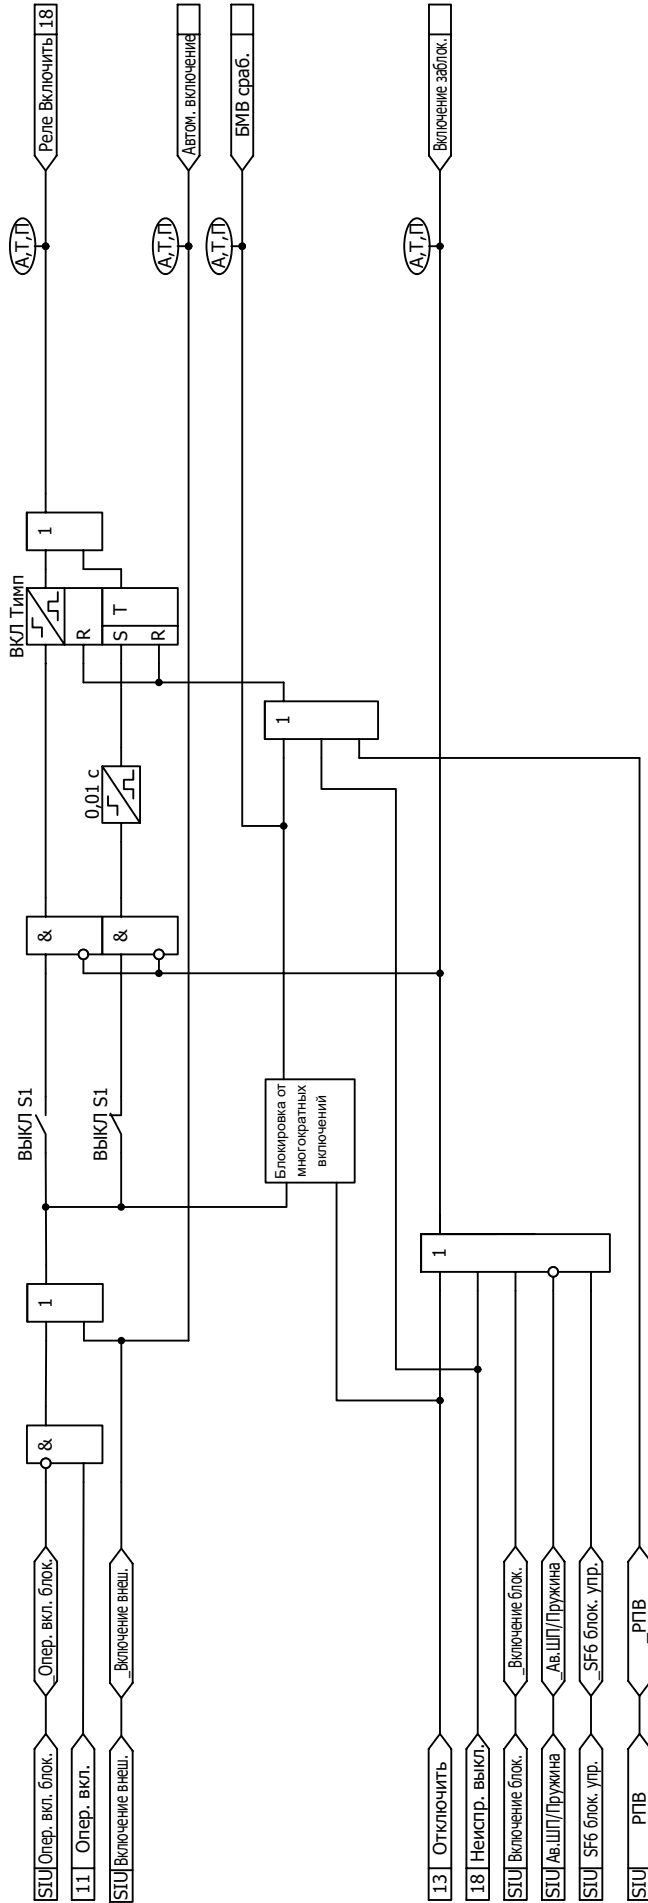 SIU Опер. вкл. блок.
_Опер. вкл. блок.
11 Опер. вкл.
SIU Включение внеш.
_Включение внеш.
&
1
ВЫКЛ S1
ВЫКЛ S1
&
&
0,01 с
ВКЛ Тимп
R
S T
R
1
А,Т,П
Реле Включить 18
А,Т,П
Автом. включение
А,Т,П
БМВ сраб.
Блокировка от
многократных
включений
1
13 Отключить
18 Неиспр. выкл.
SIU Включение блок.
_Включение блок.
SIU Ав.ШП/Пружина
_Ав.ШП/Пружина
SIU SF6 блок. упр.
_SF6 блок. упр.
SIU РПВ
_РПВ
1
А,Т,П
Включение заблок.